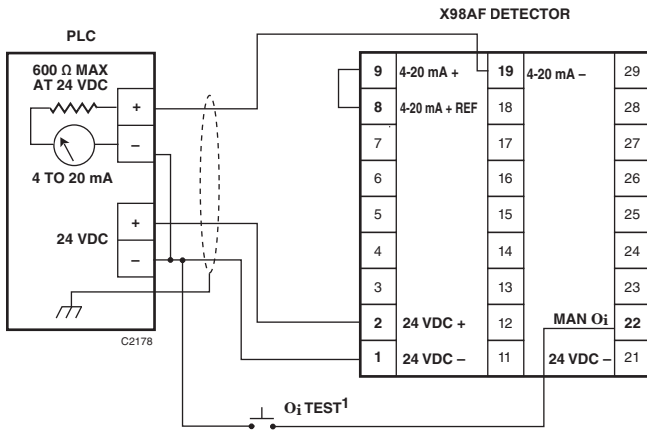 X98AF DETECTOR
PLC
600 Ω MAX
AT 24 VDC
+
−
4 TO 20 mA
+
24 VDC
−
C2178
9 4-20 mA + 19 4-20 mA − 29
8 4-20 mA + REF 18 28
7 17 27
6 16 26
5 15 25
4 14 24
3 13 23
2 24 VDC + 12 MAN Oi 22
1 24 VDC − 11 24 VDC − 21
Oi TEST1